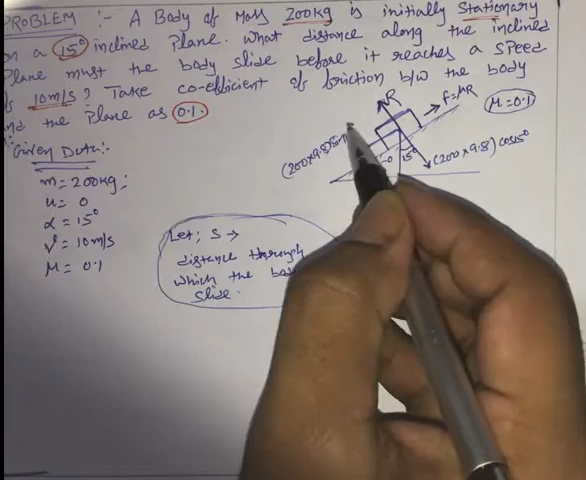 PROBLEM :- A Body of Mass 200kg is initially Stationary
on a 15° inclined Plane. What distance along the inclined
Plane must the body slide before it reaches a speed
of 10m/s? Take co-efficient of friction b/w the body
and the Plane as 0.1.
Given Data:-
m = 200kg;
u = 0
α = 15°
V = 10m/s
M = 0.1
Let; S →
distance through
which the
slide.
R
F=μR
μ=0.1
(200×9.8)sin
15°
(200×9.8) cos15°